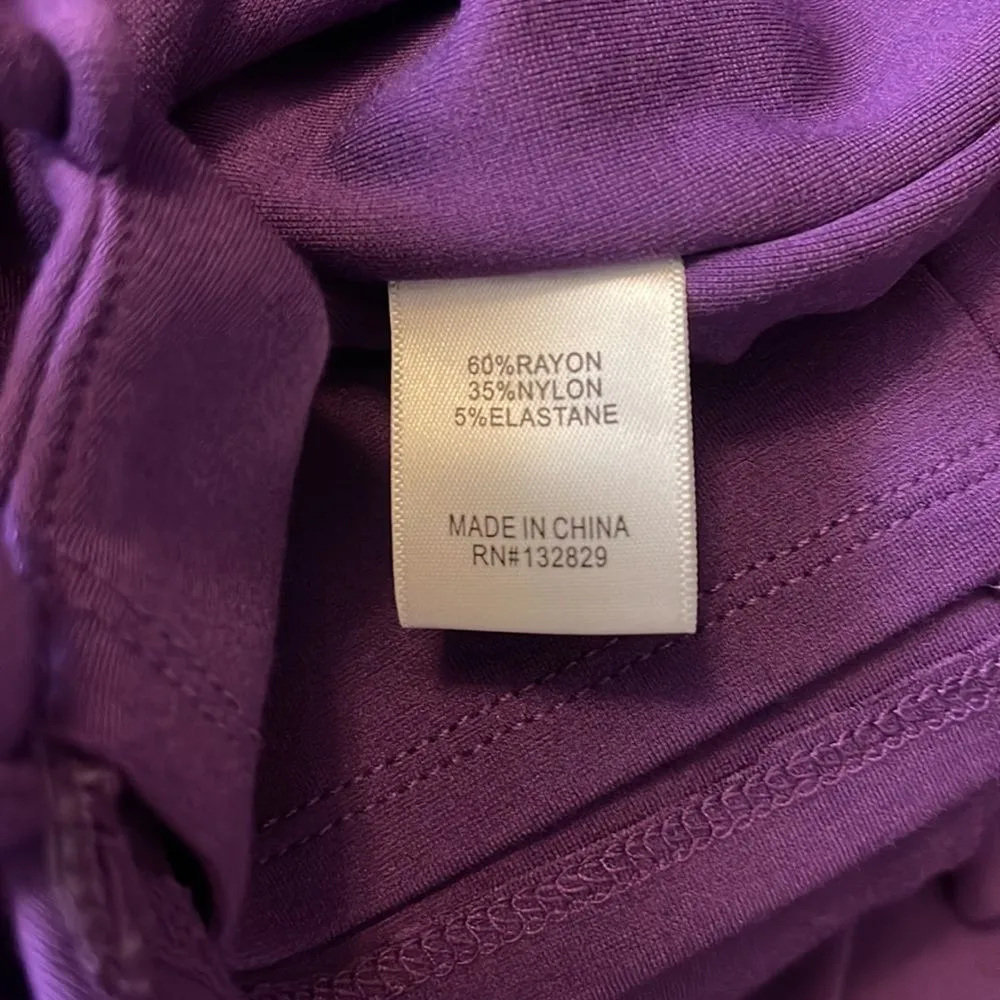 60%RAYON
35%NYLON
5%ELASTANE
MADE IN CHINA
RN#132829